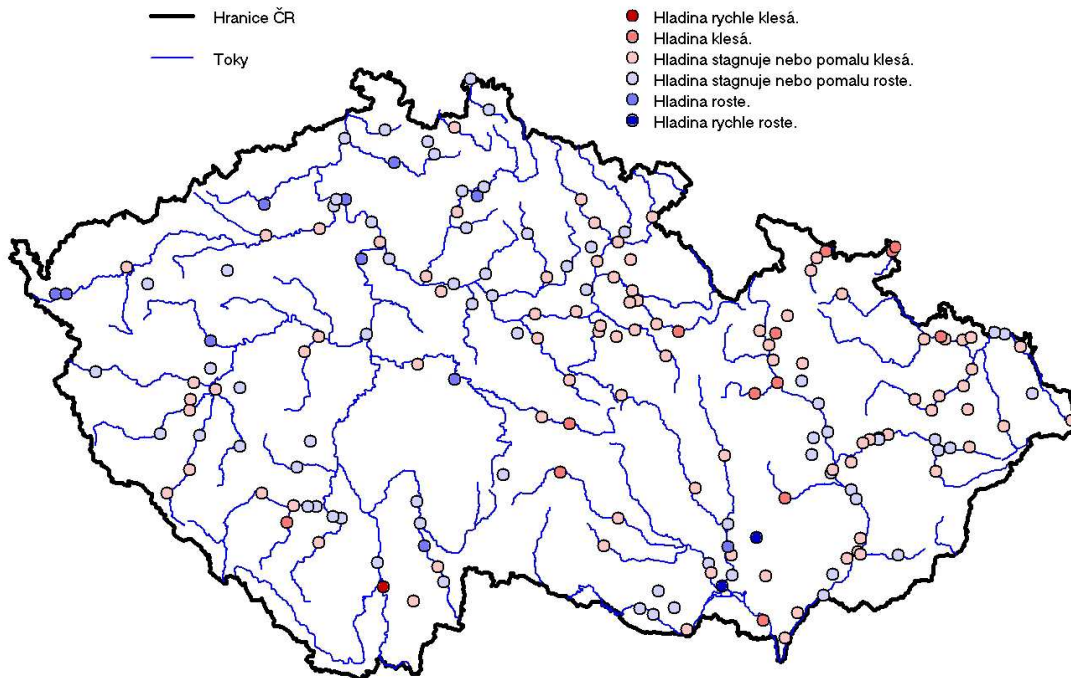 Hranice ČR
Toky
Hladina rychle klesá.
Hladina klesá.
Hladina stagnuje nebo pomalu klesá.
Hladina stagnuje nebo pomalu roste.
Hladina roste.
Hladina rychle roste.